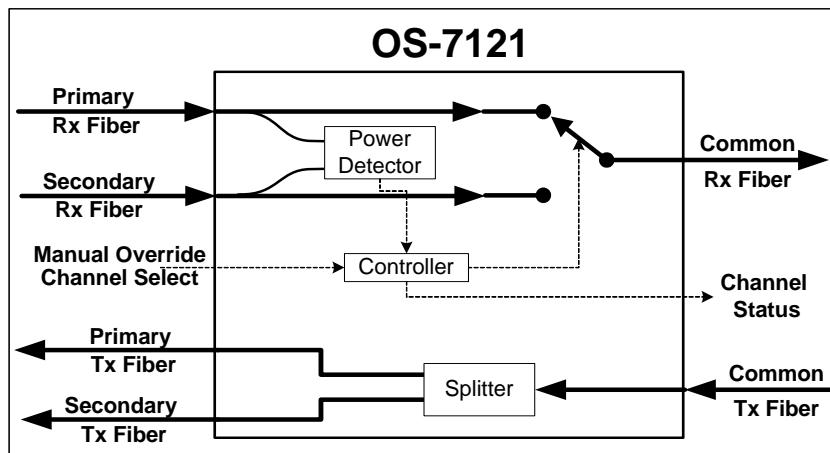 OS-7121
Primary
Rx Fiber
Power
Detector
Common
Rx Fiber
Secondary
Rx Fiber
Manual Override
Channel Select
Controller
Channel
Status
Primary
Tx Fiber
Splitter
Common
Tx Fiber
Secondary
Tx Fiber